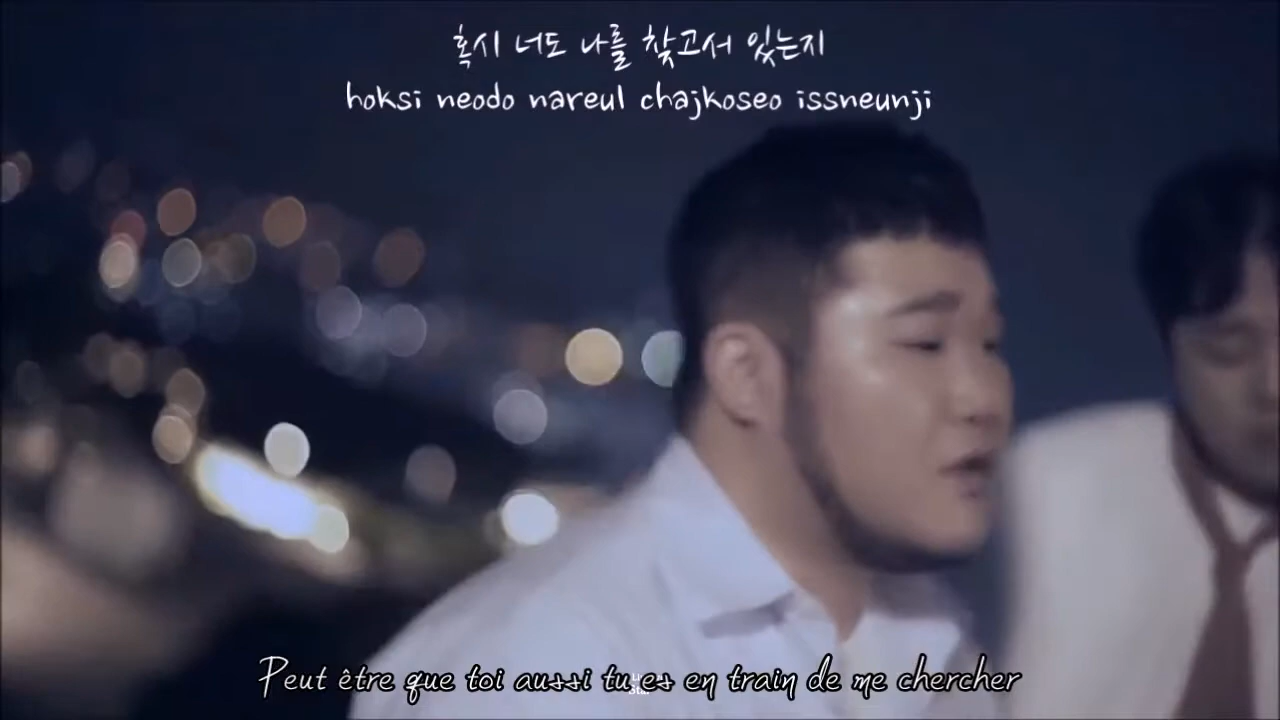 혹시 너도 나를 찾고서 있는지
hoksi neodo nareul chajkoseo issneunji
Peut être que toi aussi tu es en train de me chercher